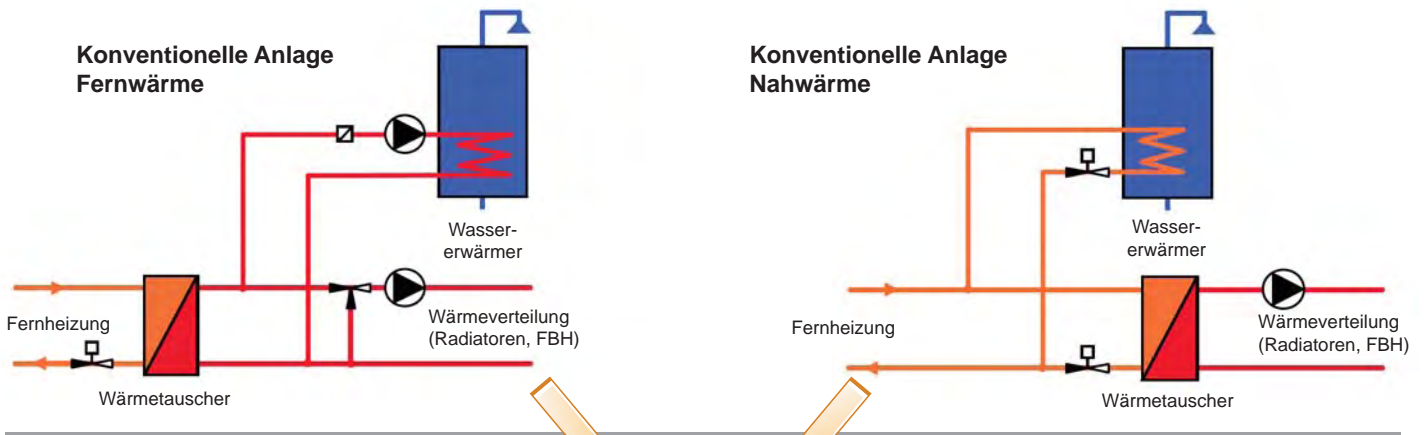 Konventionelle Anlage
Fernwärme
Wasser-
erwärmer
Fernheizung
Wärmeverteilung
(Radiatoren, FBH)
Wärmetauscher
Konventionelle Anlage
Nahwärme
Wasser-
erwärmer
Fernheizung
Wärmeverteilung
(Radiatoren, FBH)
Wärmetauscher